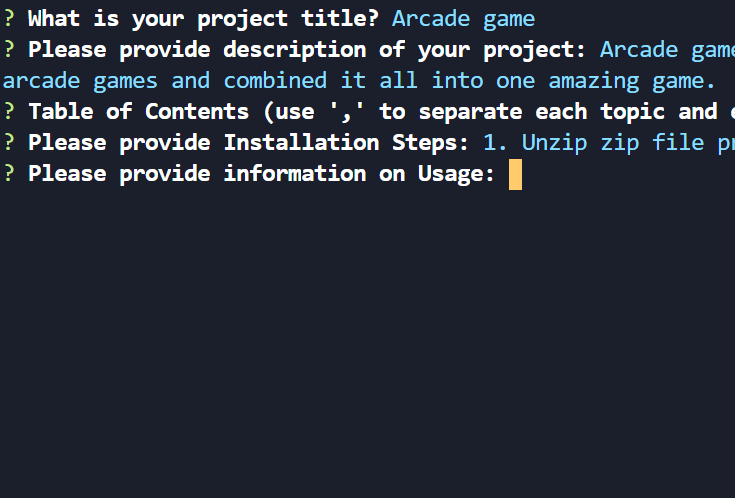 ? What is your project title? Arcade game
? Please provide description of your project: Arcade game
arcade games and combined it all into one amazing game.
? Table of Contents (use ',' to separate each topic and
? Please provide Installation Steps: 1. Unzip zip file
? Please provide information on Usage: